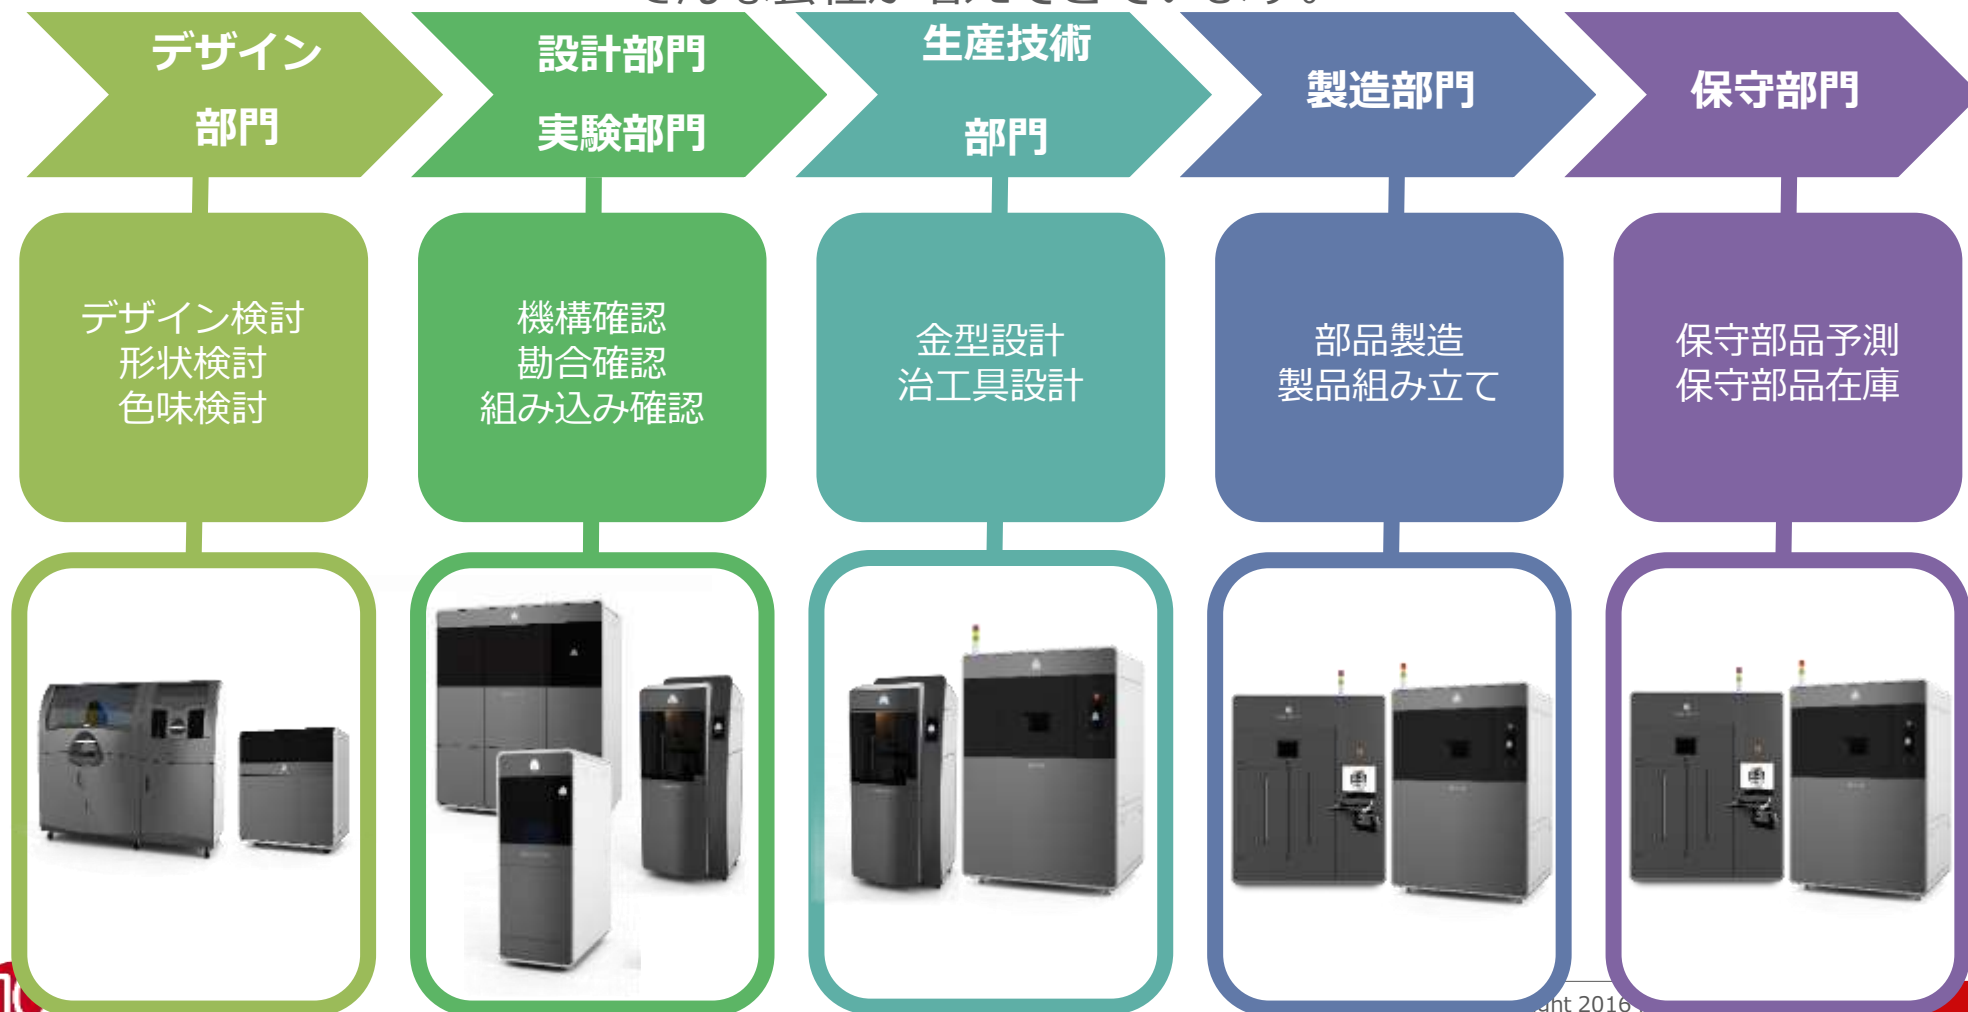 デザイン
部門
設計部門
実験部門
生産技術
部門
製造部門
保守部門
デザイン検討
形状検討
色味検討
機構確認
勘合確認
組み込み確認
金型設計
治工具設計
部品製造
製品組み立て
保守部品予測
保守部品在庫
2016